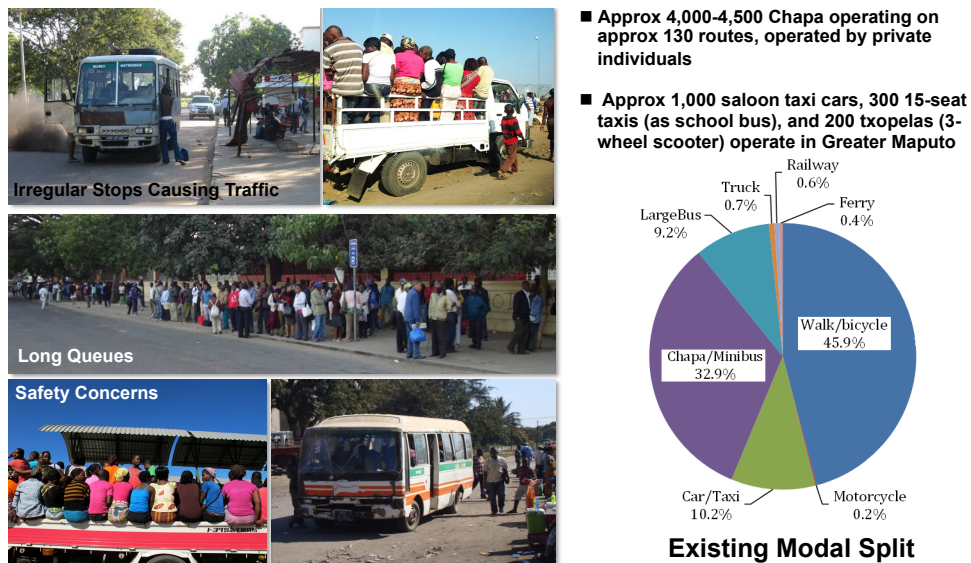 Irregular Stops Causing Traffic
Long Queues
Safety Concerns
■ Approx 4,000-4,500 Chapa operating on
approx 130 routes, operated by private
individuals
■ Approx 1,000 saloon taxi cars, 300 15-seat
taxis (as school bus), and 200 txopelas (3-
wheel scooter) operate in Greater Maputo
Railway
0.6%
Truck
0.7%
Ferry
0.4%
LargeBus
9.2%
Walk/bicycle
45.9%
Chapa/Minibus
32.9%
Car/Taxi
10.2%
Motorcycle
0.2%
Existing Modal Split